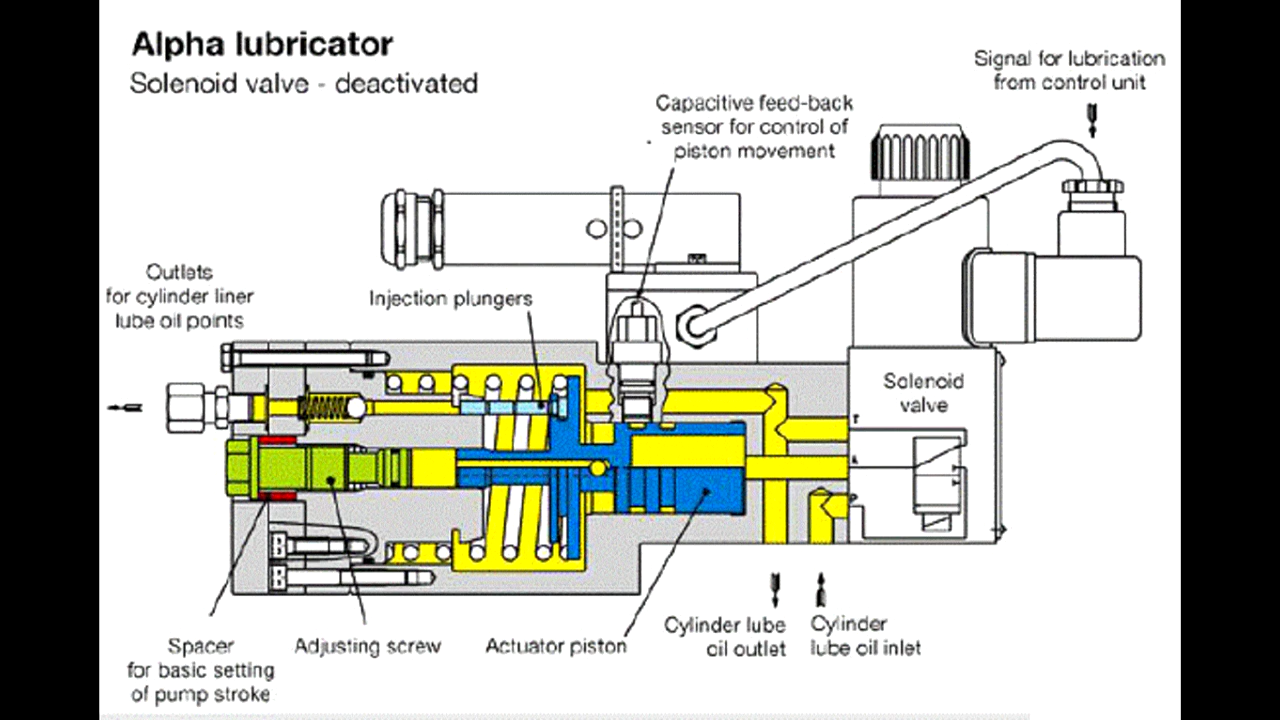 Alpha lubricator
Solenoid valve - deactivated
Signal for lubrication
from control unit
Capacitive feed-back
sensor for control of
piston movement
Outlets
for cylinder liner
lube oil points
Injection plungers
Solenoid
valve
T
A
P
Cylinder lube
oil outlet
Cylinder
lube oil inlet
Spacer
for basic setting
of pump stroke
Adjusting screw
Actuator piston